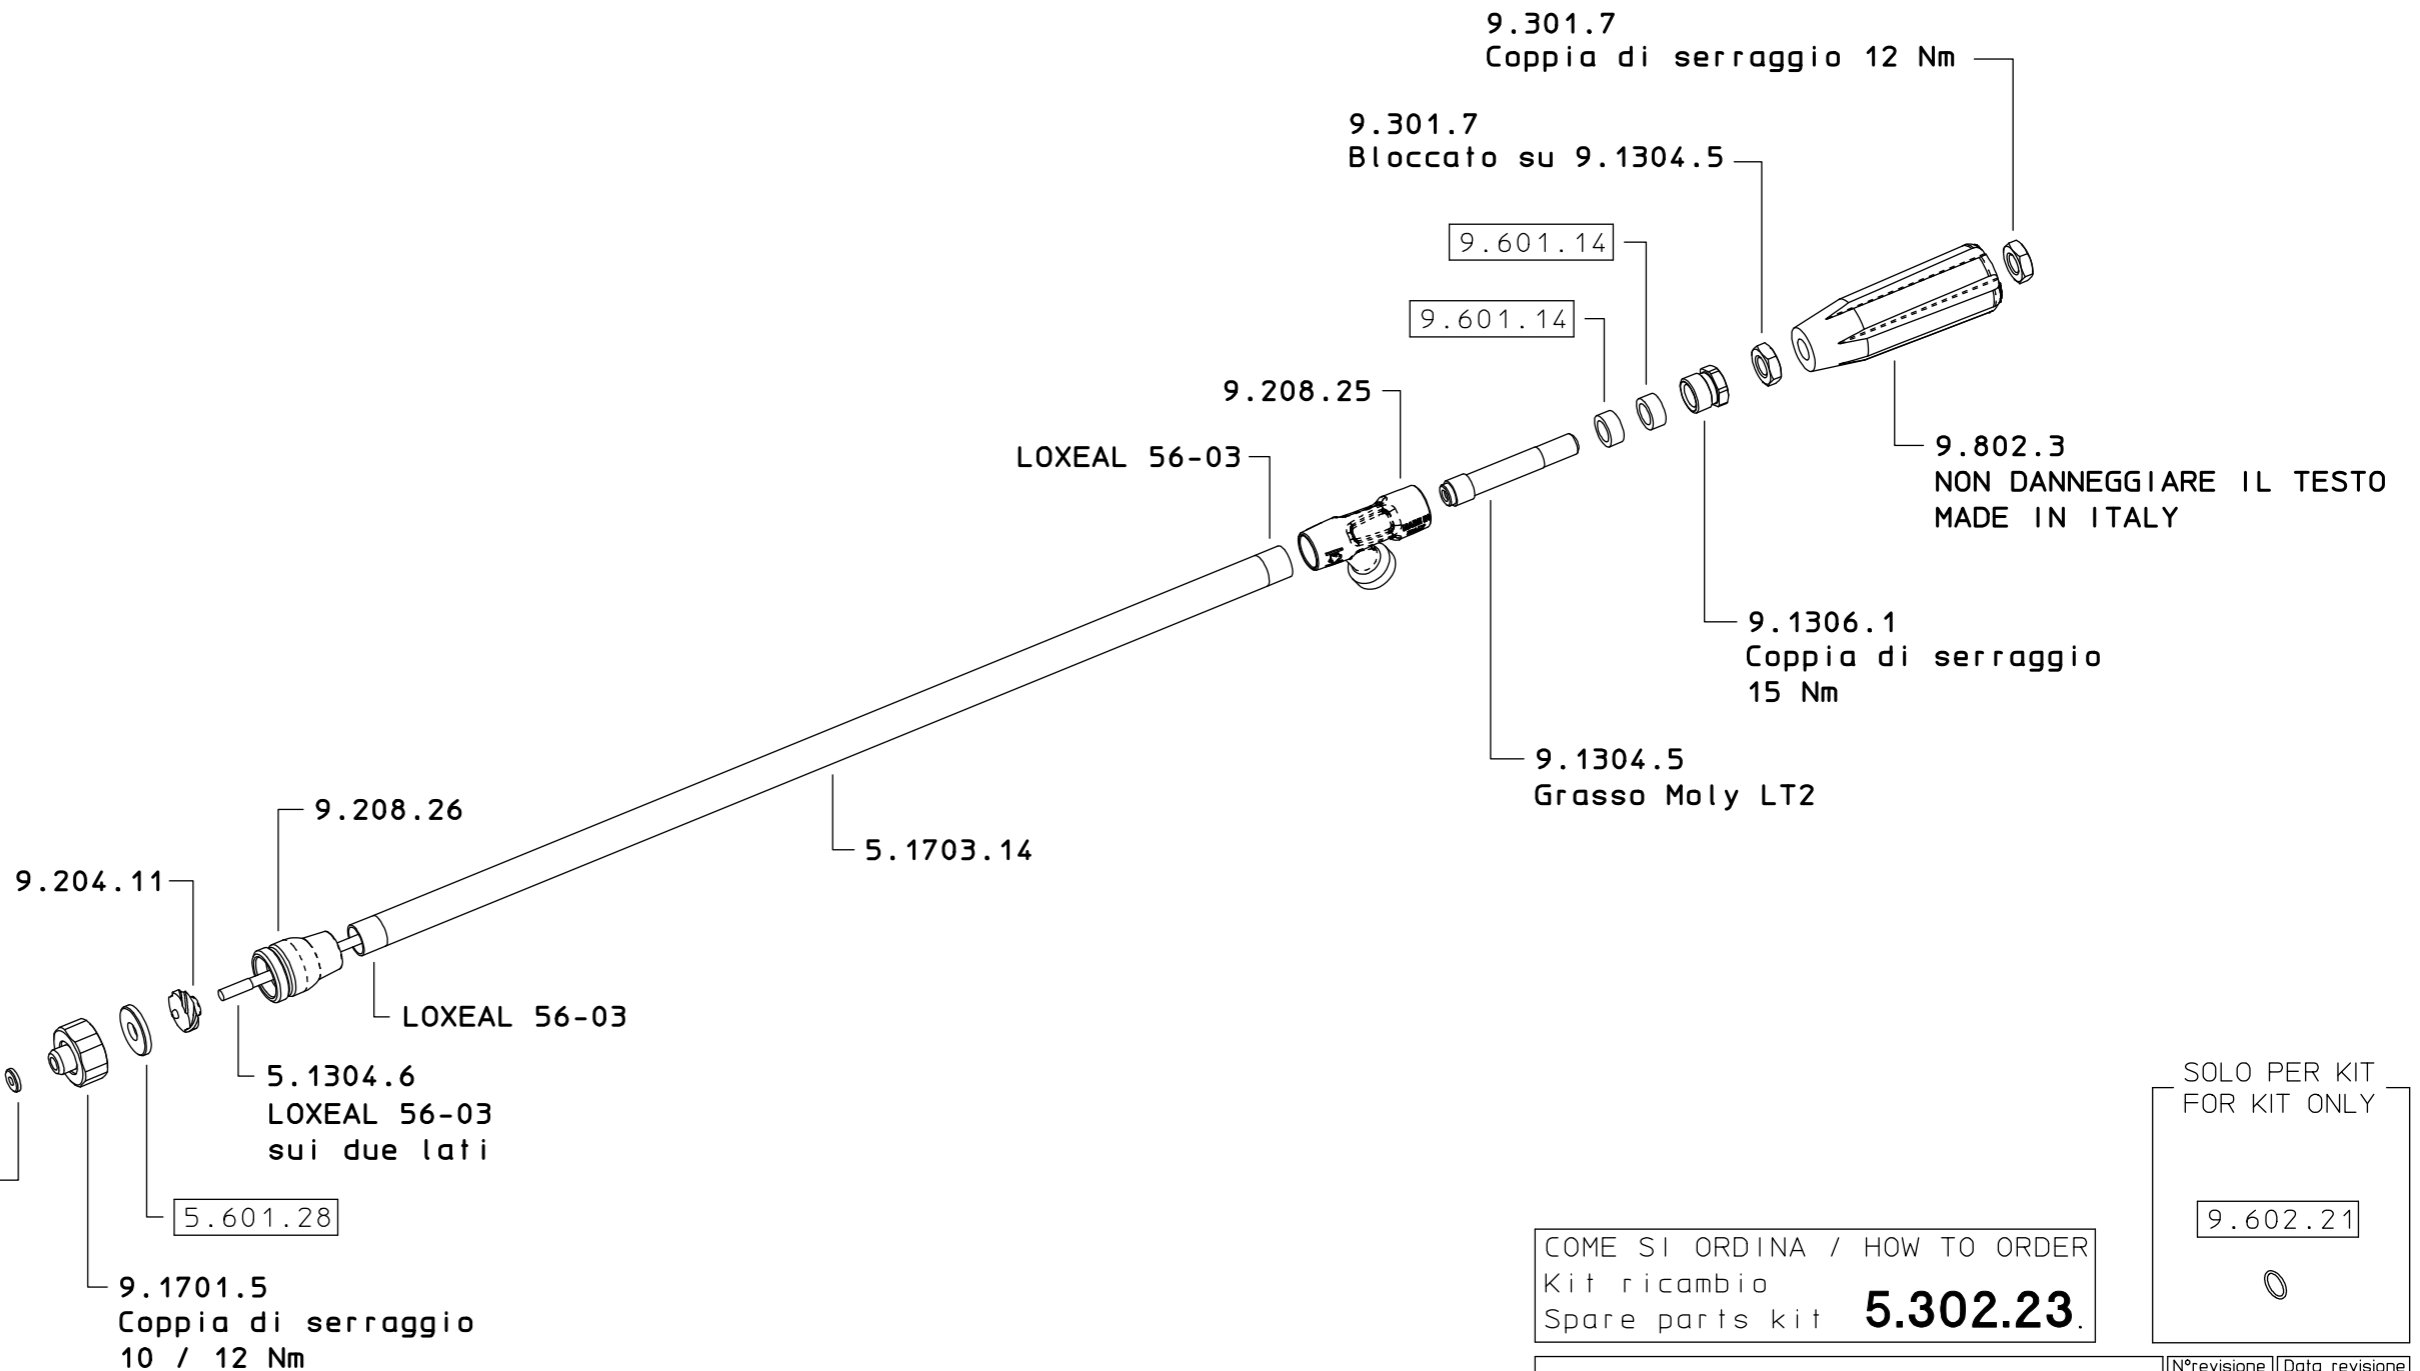 9.301.7
Coppia di serraggio 12 Nm
9.301.7
Bloccato su 9.1304.5
9.601.14
9.601.14
9.208.25
LOXEAL 56-03
9.802.3
NON DANNEGGIARE IL TESTO
MADE IN ITALY
9.1306.1
Coppia di serraggio
15 Nm
9.1304.5
Grasso Moly LT2
9.208.26
5.1703.14
9.204.11
LOXEAL 56-03
5.1304.6
LOXEAL 56-03
sui due lati
5.601.28
9.1701.5
Coppia di serraggio
10 / 12 Nm
SOLO PER KIT
FOR KIT ONLY
9.602.21
COME SI ORDINA / HOW TO ORDER
Kit ricambio
Spare parts kit 5.302.23.
N°revisione Data revisione